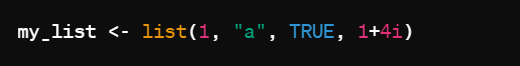 my_list <- list(1, "a", TRUE, 1+4i)